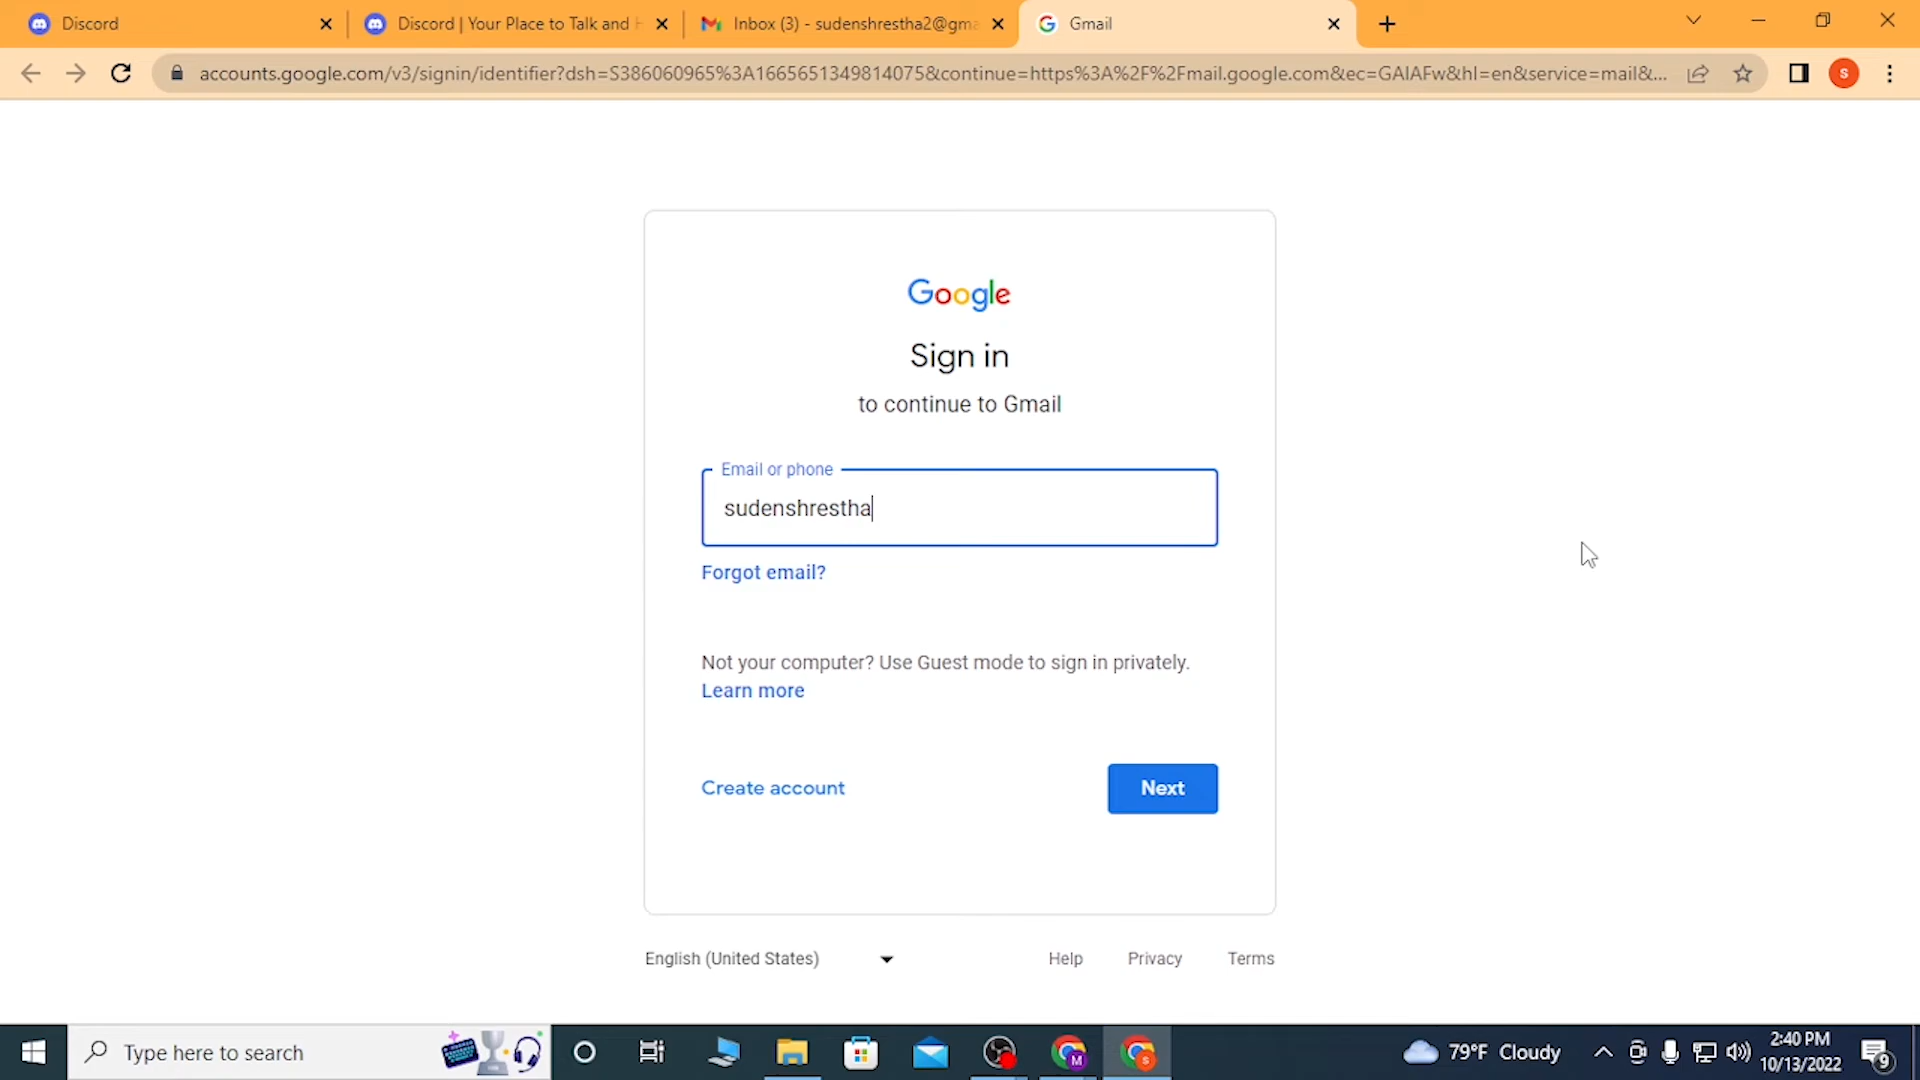 Discord
Discord | Your Place to Talk and H
Inbox (3) - sudenshrestha2@gma
Gmail
accounts.google.com/v3/signin/identifier?dsh=S386060965%3A1665651349814075&continue=https%3A%2F%2Fmail.google.com&ec=GAlAFw&hl=en&service=mail&...
S
Google
Sign in
to continue to Gmail
Email or phone
sudenshrestha
Forgot email?
Not your computer? Use Guest mode to sign in privately.
Learn more
Create account
Next
English (United States)
Help
Privacy
Terms
Type here to search
M
S
79°F Cloudy
2:40 PM
10/13/2022
9